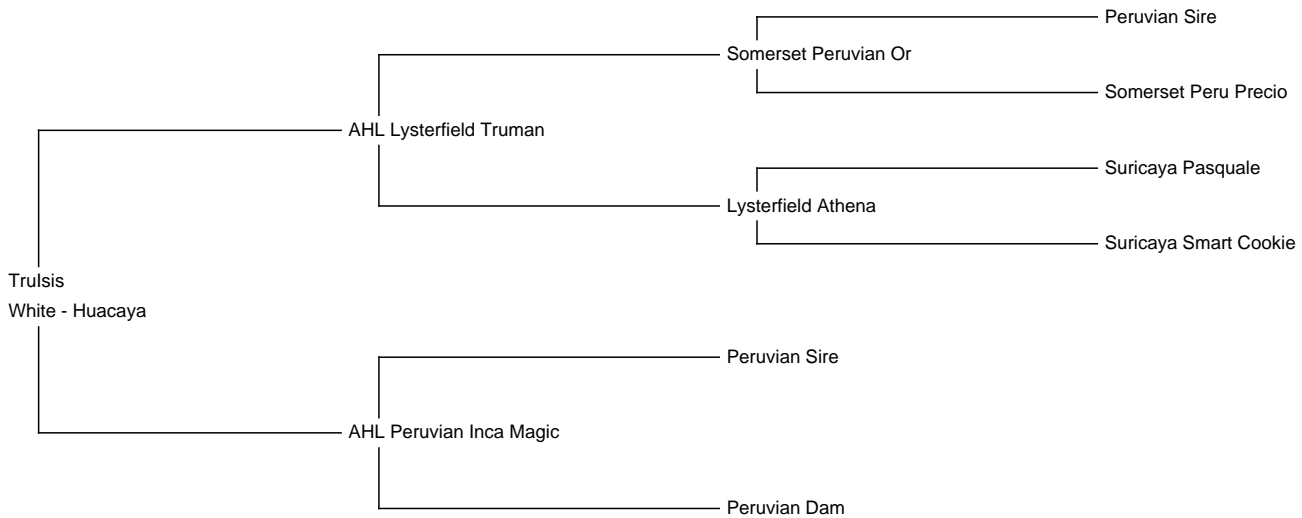 Peruvian Sire
Somerset Peruvian Or
Somerset Peru Precio
AHL Lysterfield Truman
Suricaya Pasquale
Lysterfield Athena
Suricaya Smart Cookie
Trulsis
White - Huacaya
Peruvian Sire
AHL Peruvian Inca Magic
Peruvian Dam